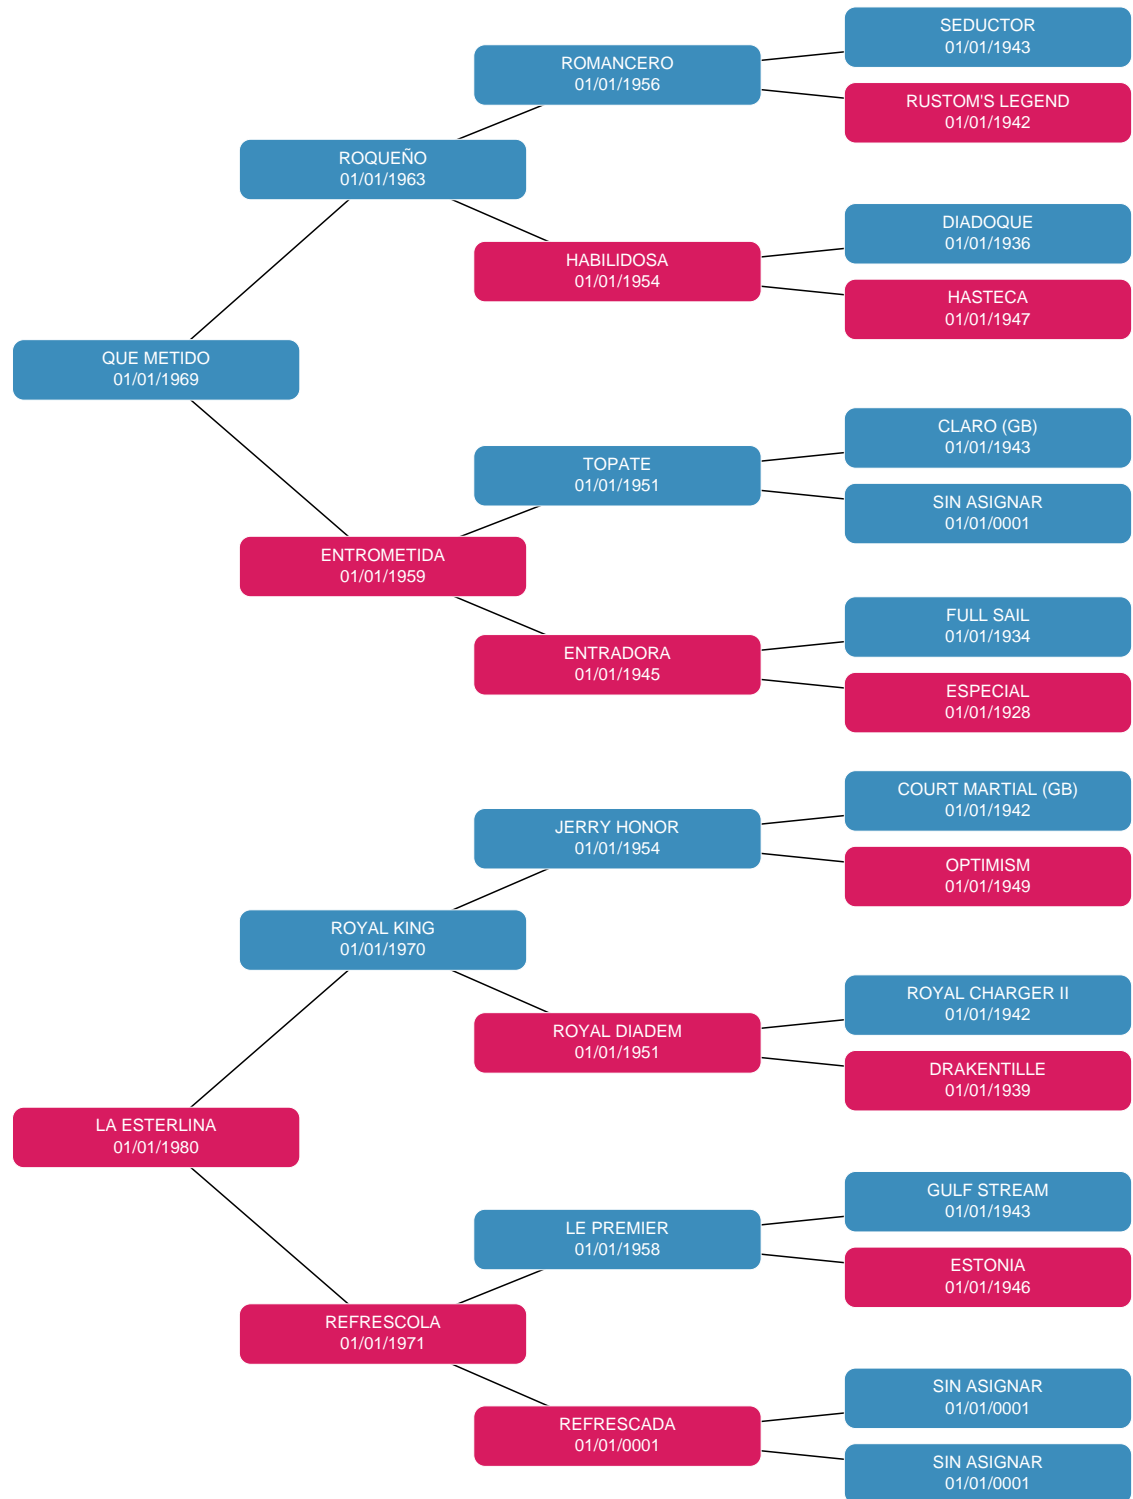 SEDUCTOR
01/01/1943
ROMANCERO
01/01/1956
RUSTOM'S LEGEND
01/01/1942
ROQUEÑO
01/01/1963
DIADOQUE
01/01/1936
HABILIDOSA
01/01/1954
HASTECA
01/01/1947
QUE METIDO
01/01/1969
CLARO (GB)
01/01/1943
TOPATE
01/01/1951
SIN ASIGNAR
01/01/0001
ENTROMETIDA
01/01/1959
FULL SAIL
01/01/1934
ENTRADORA
01/01/1945
ESPECIAL
01/01/1928
COURT MARTIAL (GB)
01/01/1942
JERRY HONOR
01/01/1954
OPTIMISM
01/01/1949
ROYAL KING
01/01/1970
ROYAL CHARGER II
01/01/1942
ROYAL DIADEM
01/01/1951
DRAKENTILLE
01/01/1939
LA ESTERLINA
01/01/1980
GULF STREAM
01/01/1943
LE PREMIER
01/01/1958
ESTONIA
01/01/1946
REFRESCOLA
01/01/1971
SIN ASIGNAR
01/01/0001
REFRESCADA
01/01/0001
SIN ASIGNAR
01/01/0001